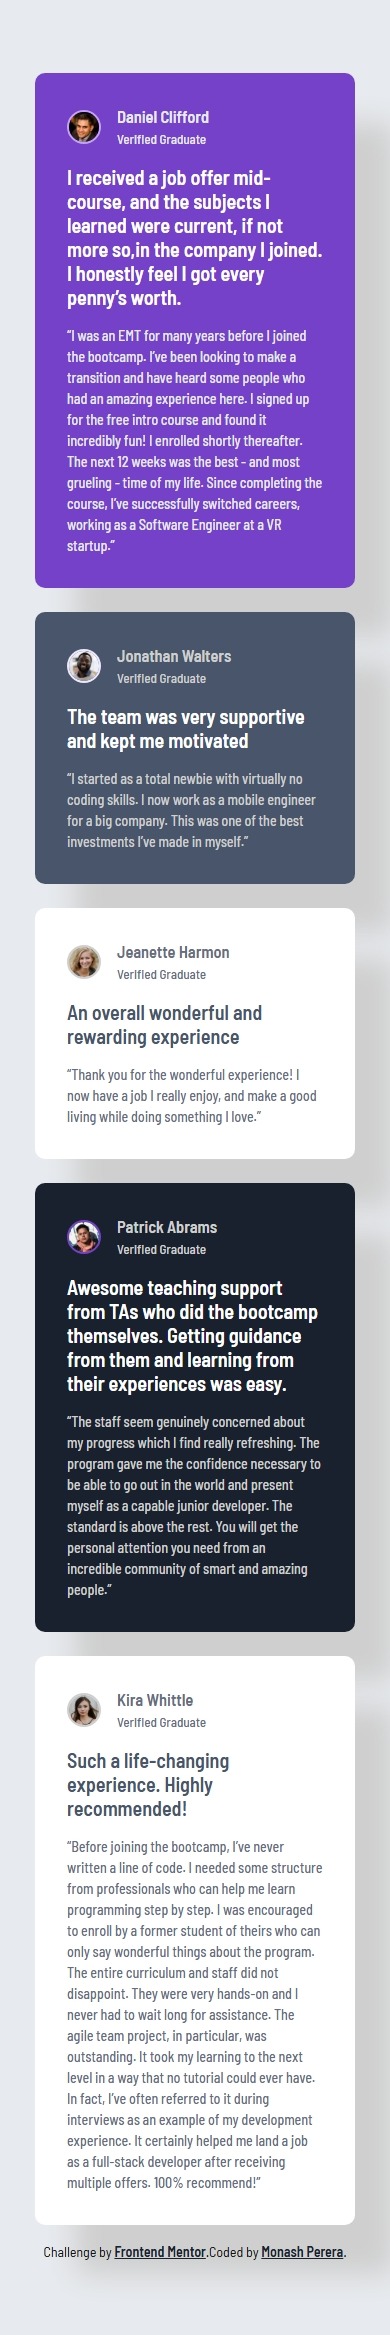 Daniel Clifford
Verified Graduate
I received a job offer mid-
course, and the subjects I
learned were current, if not
more so,in the company I joined.
I honestly feel I got every
penny’s worth.
“I was an EMT for many years before I joined
the bootcamp. I’ve been looking to make a
transition and have heard some people who
had an amazing experience here. I signed up
for the free intro course and found it
incredibly fun! I enrolled shortly thereafter.
The next 12 weeks was the best - and most
grueling - time of my life. Since completing the
course, I’ve successfully switched careers,
working as a Software Engineer at a VR
startup.”
Jonathan Walters
Verified Graduate
The team was very supportive
and kept me motivated
“I started as a total newbie with virtually no
coding skills. I now work as a mobile engineer
for a big company. This was one of the best
investments I’ve made in myself.”
Jeanette Harmon
Verified Graduate
An overall wonderful and
rewarding experience
“Thank you for the wonderful experience! I
now have a job I really enjoy, and make a good
living while doing something I love.”
Patrick Abrams
Verified Graduate
Awesome teaching support
from TAs who did the bootcamp
themselves. Getting guidance
from them and learning from
their experiences was easy.
“The staff seem genuinely concerned about
my progress which I find really refreshing. The
program gave me the confidence necessary to
be able to go out in the world and present
myself as a capable junior developer. The
standard is above the rest. You will get the
personal attention you need from an
incredible community of smart and amazing
people.”
Kira Whittle
Verified Graduate
Such a life-changing
experience. Highly
recommended!
“Before joining the bootcamp, I’ve never
written a line of code. I needed some structure
from professionals who can help me learn
programming step by step. I was encouraged
to enroll by a former student of theirs who can
only say wonderful things about the program.
The entire curriculum and staff did not
disappoint. They were very hands-on and I
never had to wait long for assistance. The
agile team project, in particular, was
outstanding. It took my learning to the next
level in a way that no tutorial could ever have.
In fact, I’ve often referred to it during
interviews as an example of my development
experience. It certainly helped me land a job
as a full-stack developer after receiving
multiple offers. 100% recommend!”
Challenge by Frontend Mentor.Coded by Monash Perera.